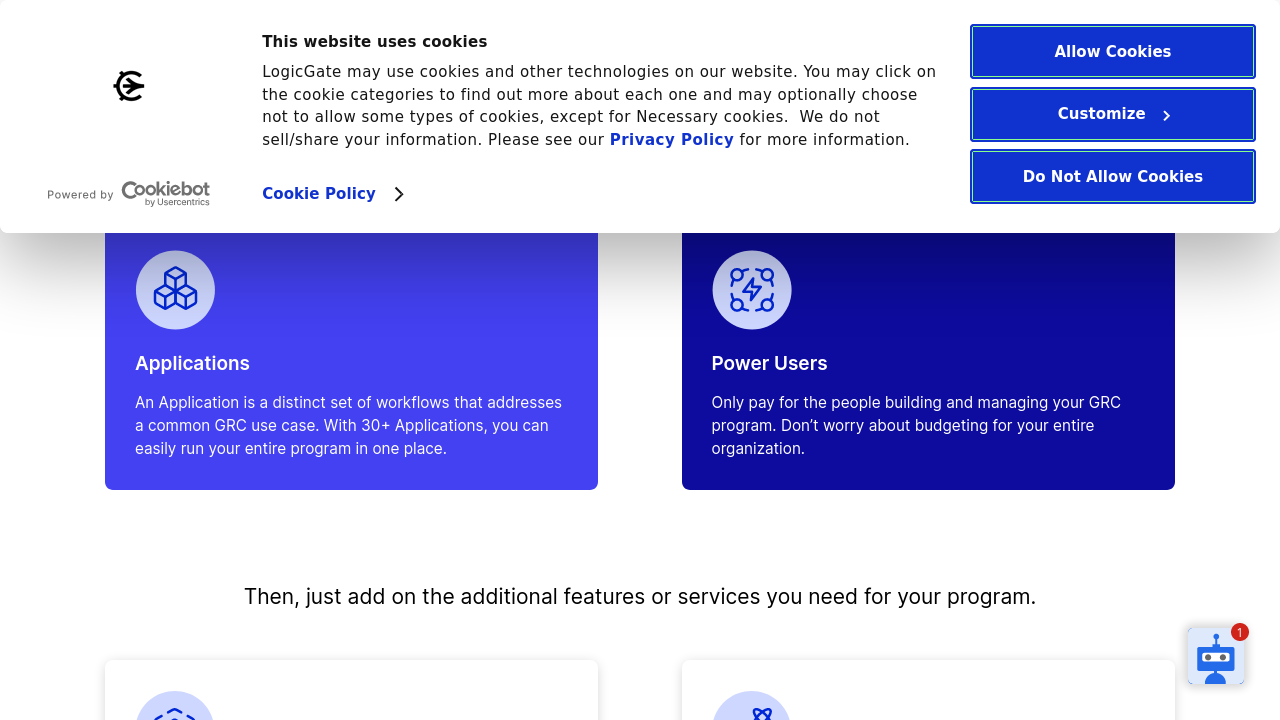 This website uses cookies
LogicGate may use cookies and other technologies on our website. You may click on
the cookie categories to find out more about each one and may optionally choose
not to allow some types of cookies, except for Necessary cookies.  We do not
sell/share your information. Please see our Privacy Policy for more information.
Cookie Policy
Powered by Cookiebot
by Usercentrics
Allow Cookies
Customize
Do Not Allow Cookies
Applications
An Application is a distinct set of workflows that addresses
a common GRC use case. With 30+ Applications, you can
easily run your entire program in one place.
Power Users
Only pay for the people building and managing your GRC
program. Don’t worry about budgeting for your entire
organization.
Then, just add on the additional features or services you need for your program.
1